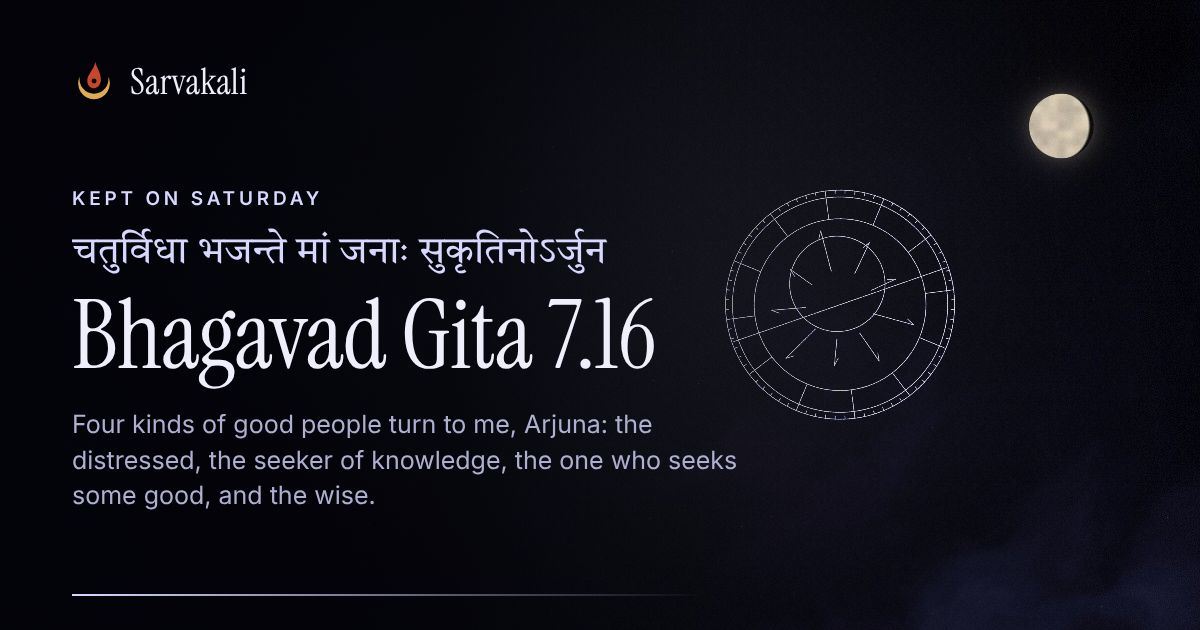 Sarvakali
KEPT ON SATURDAY
चतुर्विधा भजन्ते मां जनाः सुकृतिनोऽर्जुन
Bhagavad Gita 7.16
Four kinds of good people turn to me, Arjuna: the
distressed, the seeker of knowledge, the one who seeks
some good, and the wise.